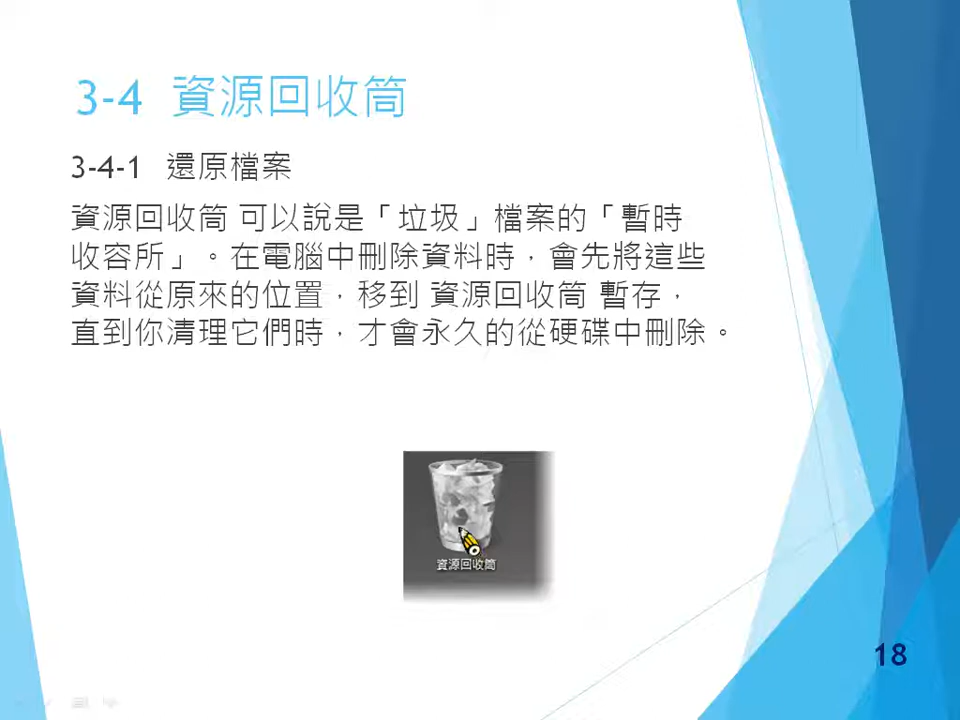 3-4 資源回收筒
3-4-1 還原檔案
資源回收筒 可以說是「垃圾」檔案的「暫時
收容所」。在電腦中刪除資料時，會先將這些
資料從原來的位置，移到 資源回收筒 暫存，
直到你清理它們時，才會永久的從硬碟中刪除。
資源回收筒
18